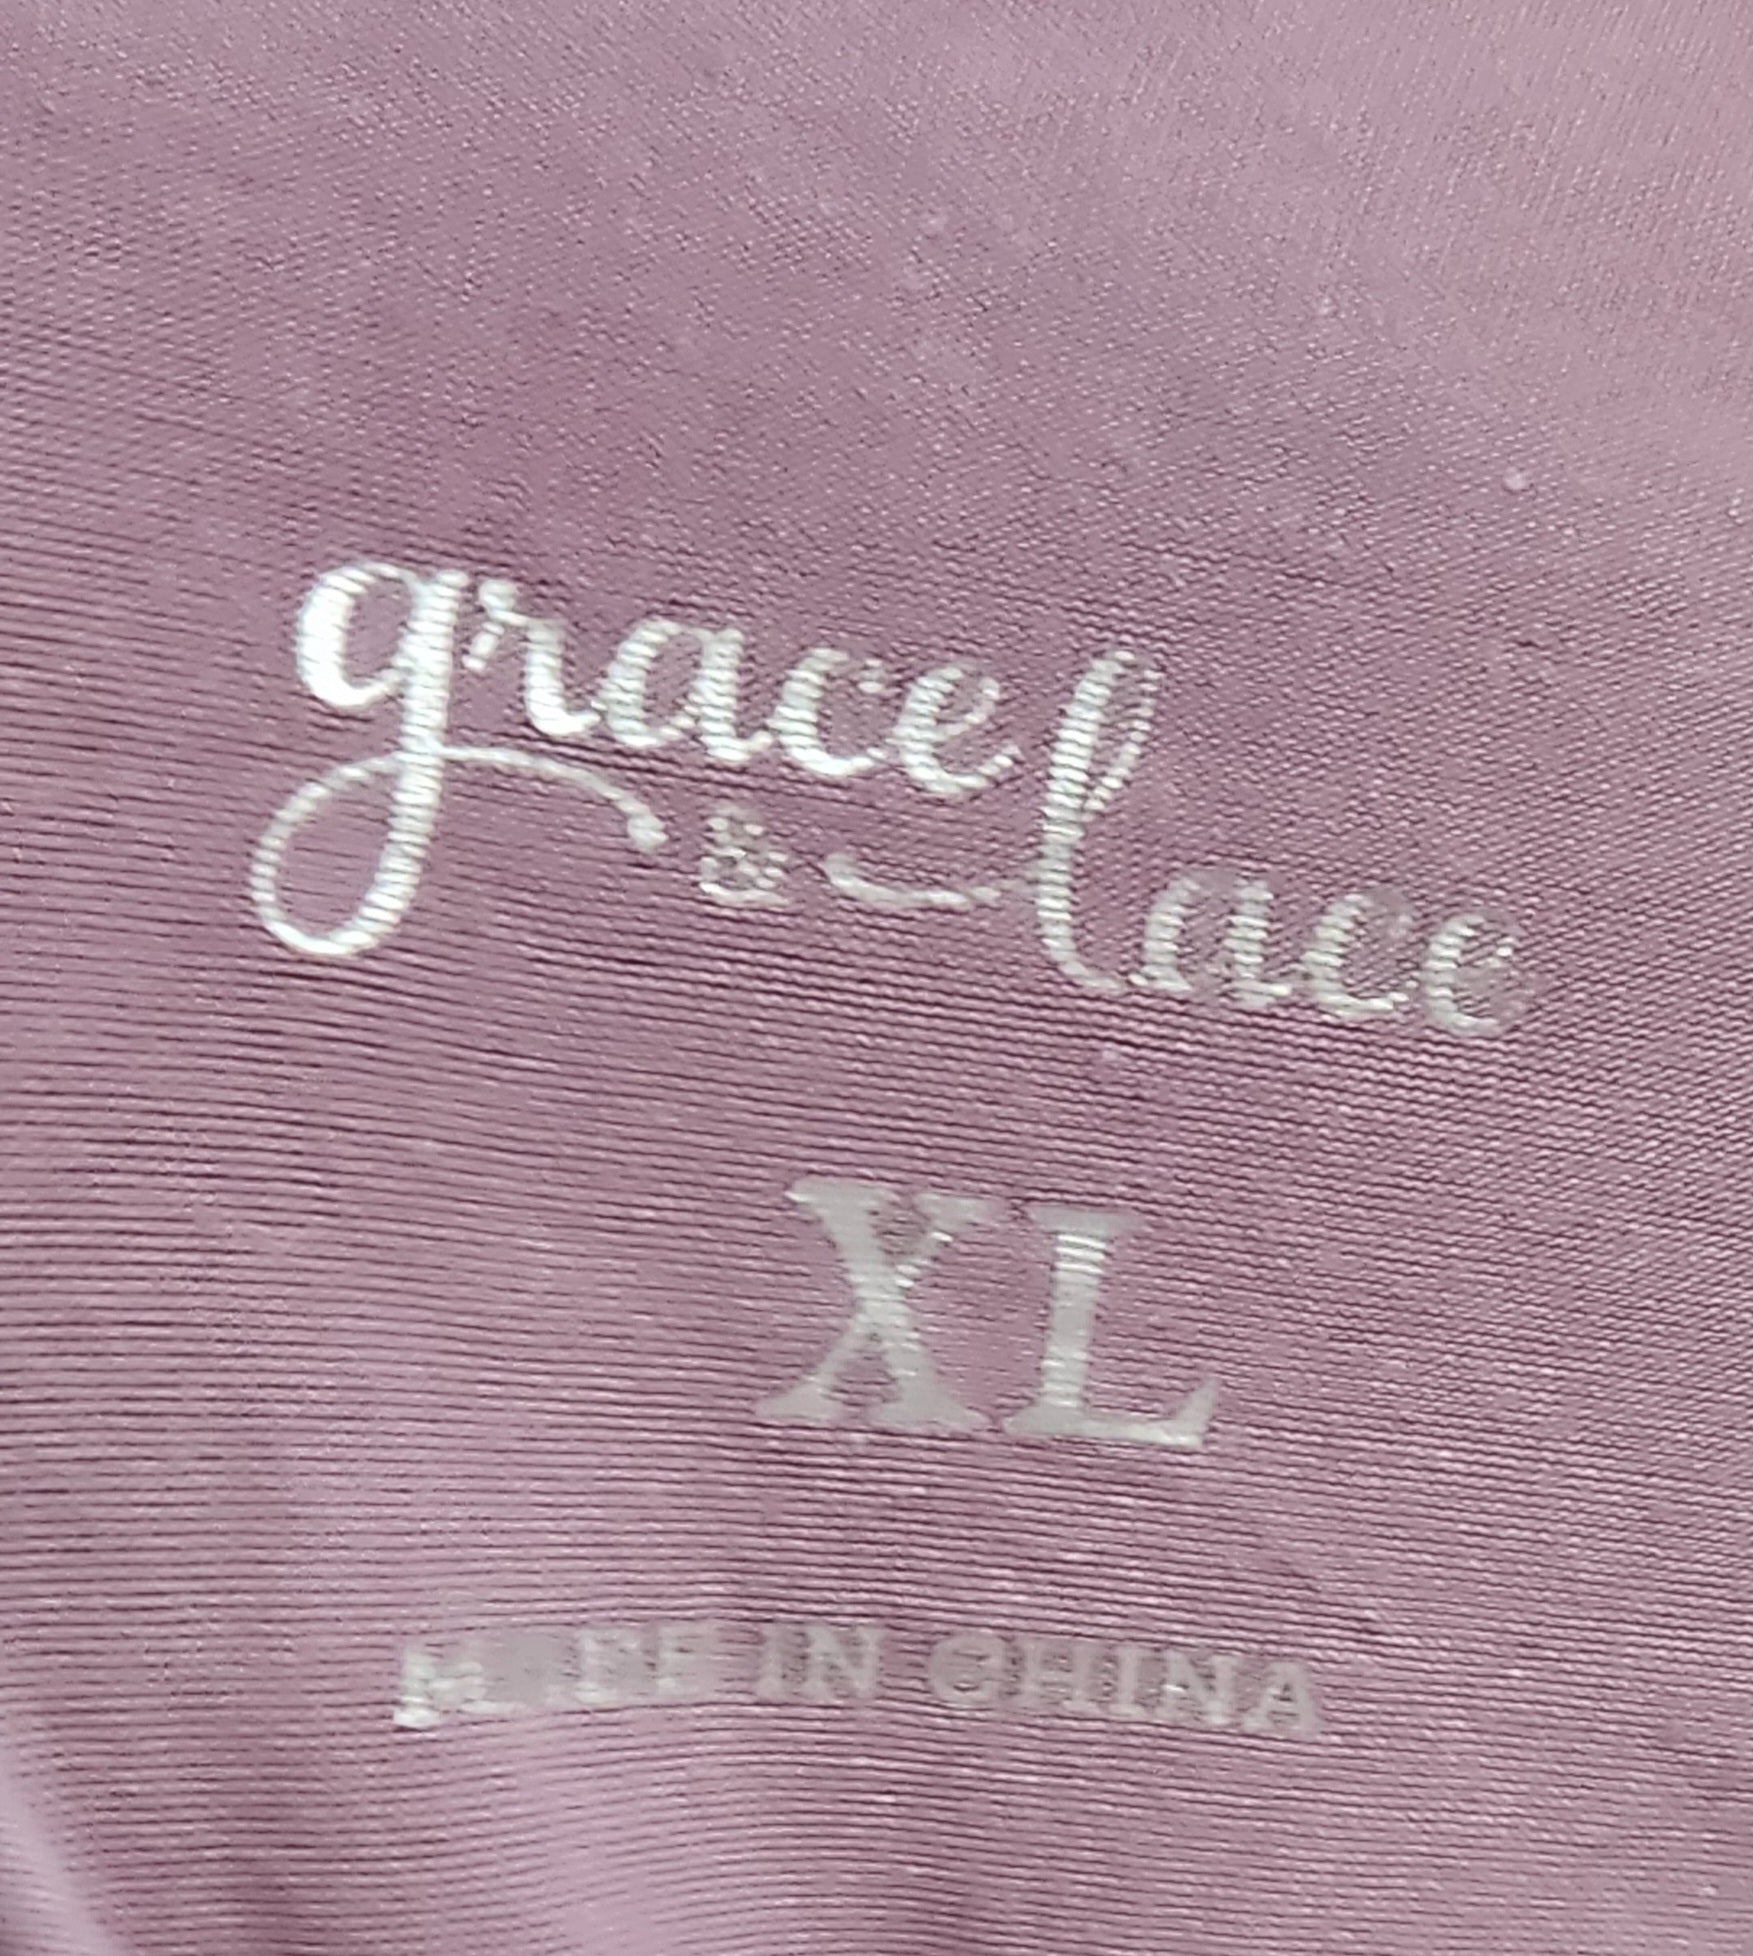 grace
& lace
XL
MADE IN CHINA